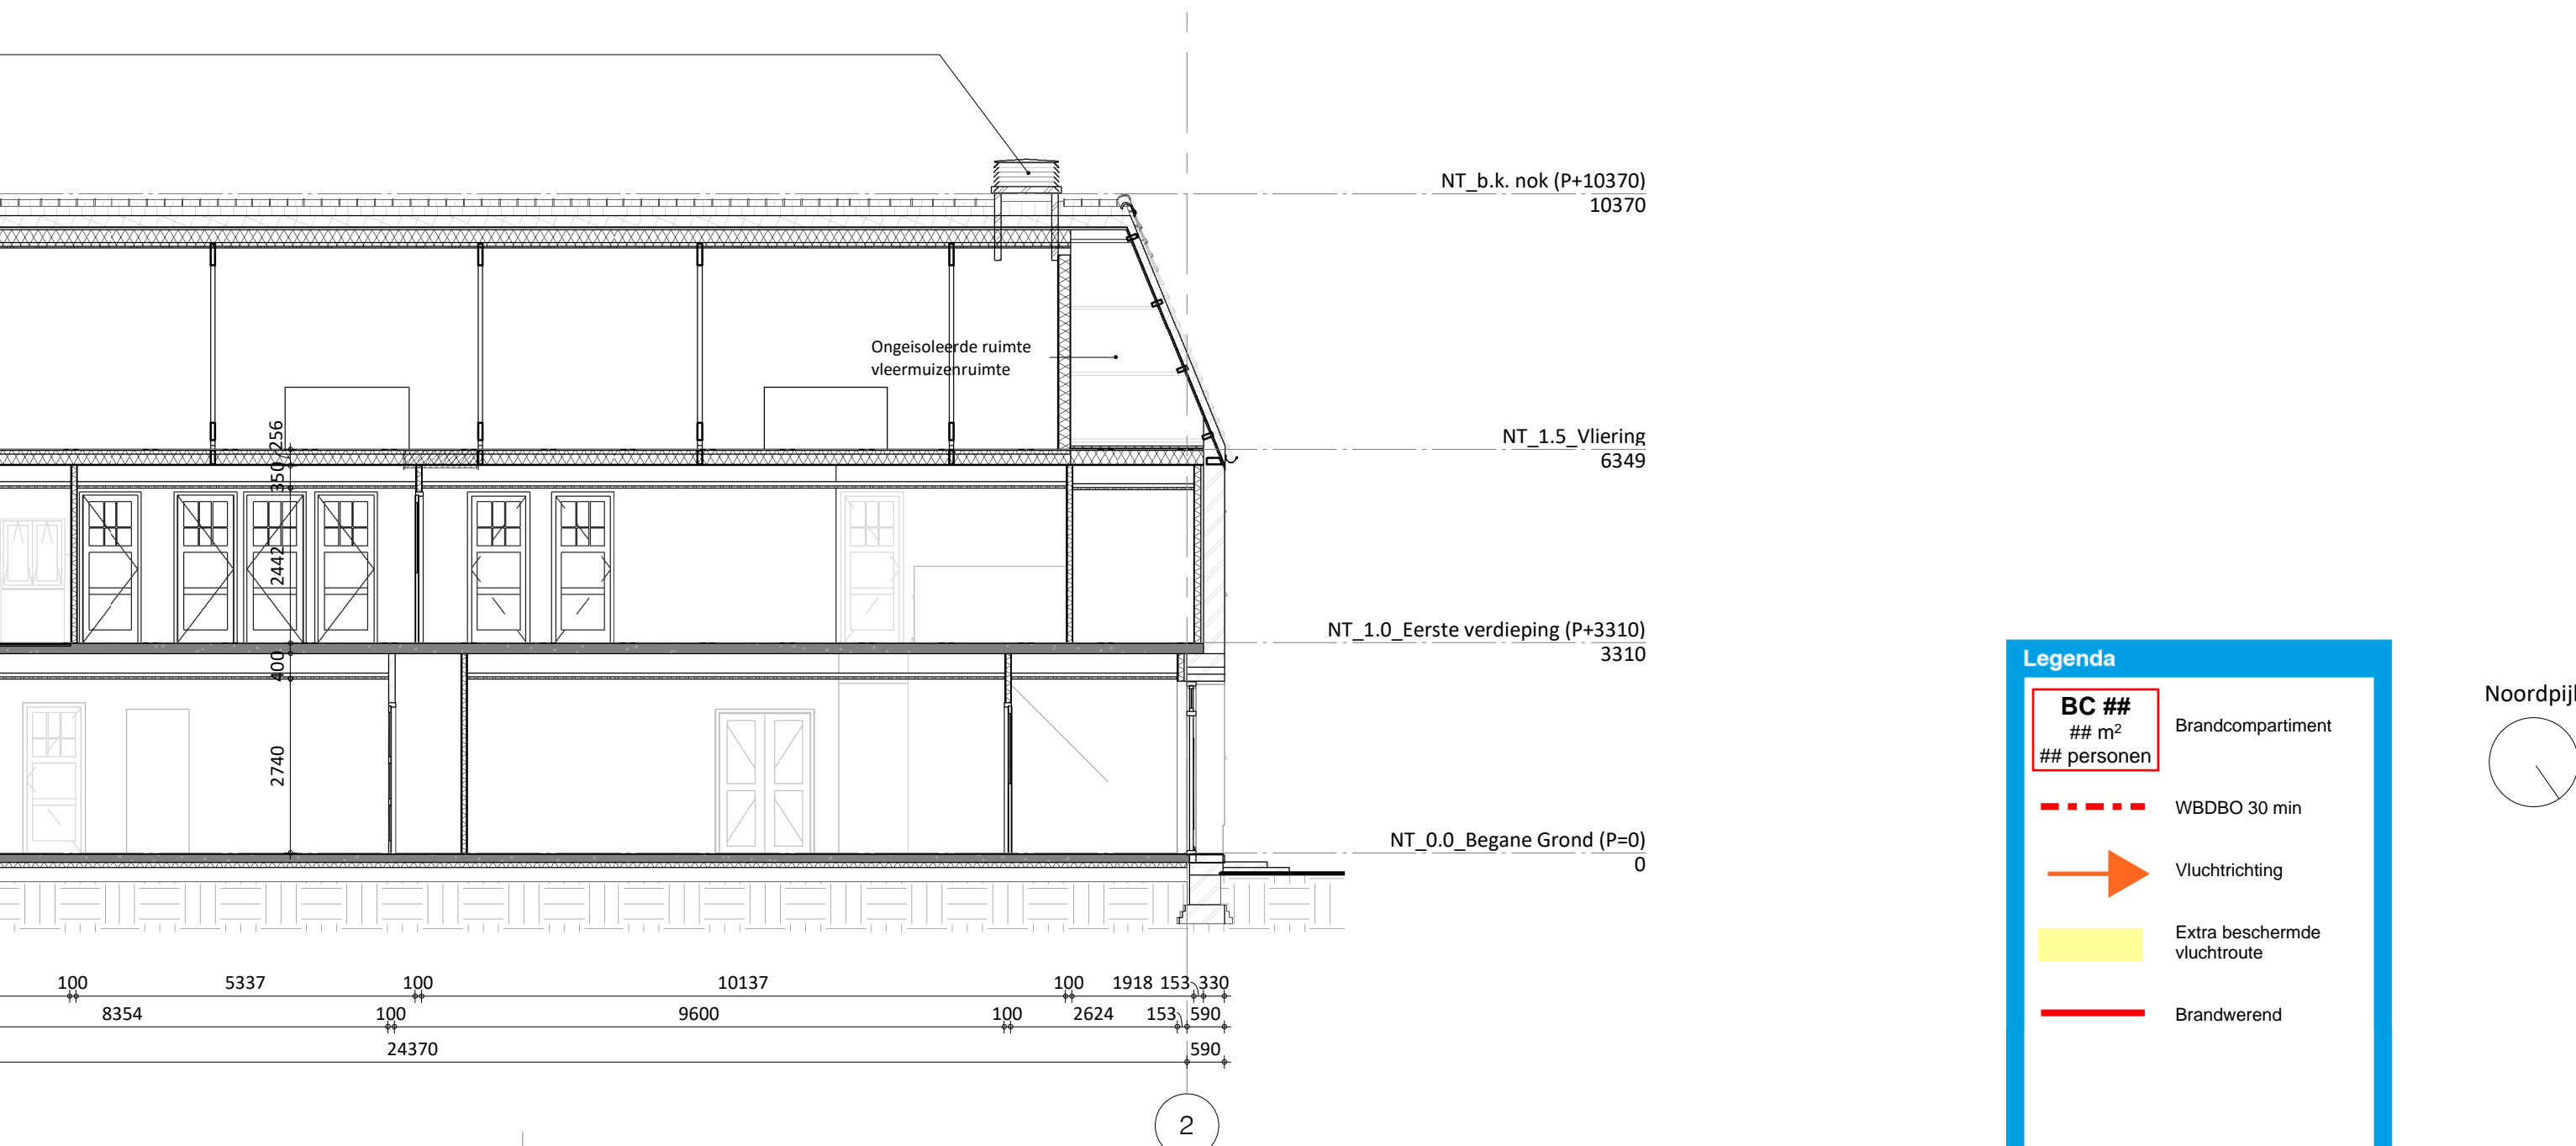 NT_b.k. nok (P+10370)
10370
Ongeisoleerde ruimte
vleermuizenruimte
NT_1.5_Vliering
6349
256
350
2442
NT_1.0_Eerste verdieping (P+3310)
3310
400
2740
NT_0.0_Begane Grond (P=0)
0
Legenda
BC ##
## m²
## personen
Brandcompartiment
WBDBO 30 min
Vluchtrichting
Extra beschermde
vluchtroute
Brandwerend
Noordpijl
100 5337 100 10137 100 1918 153 330
8354 100 9600 100 2624 153 590
24370 590
2